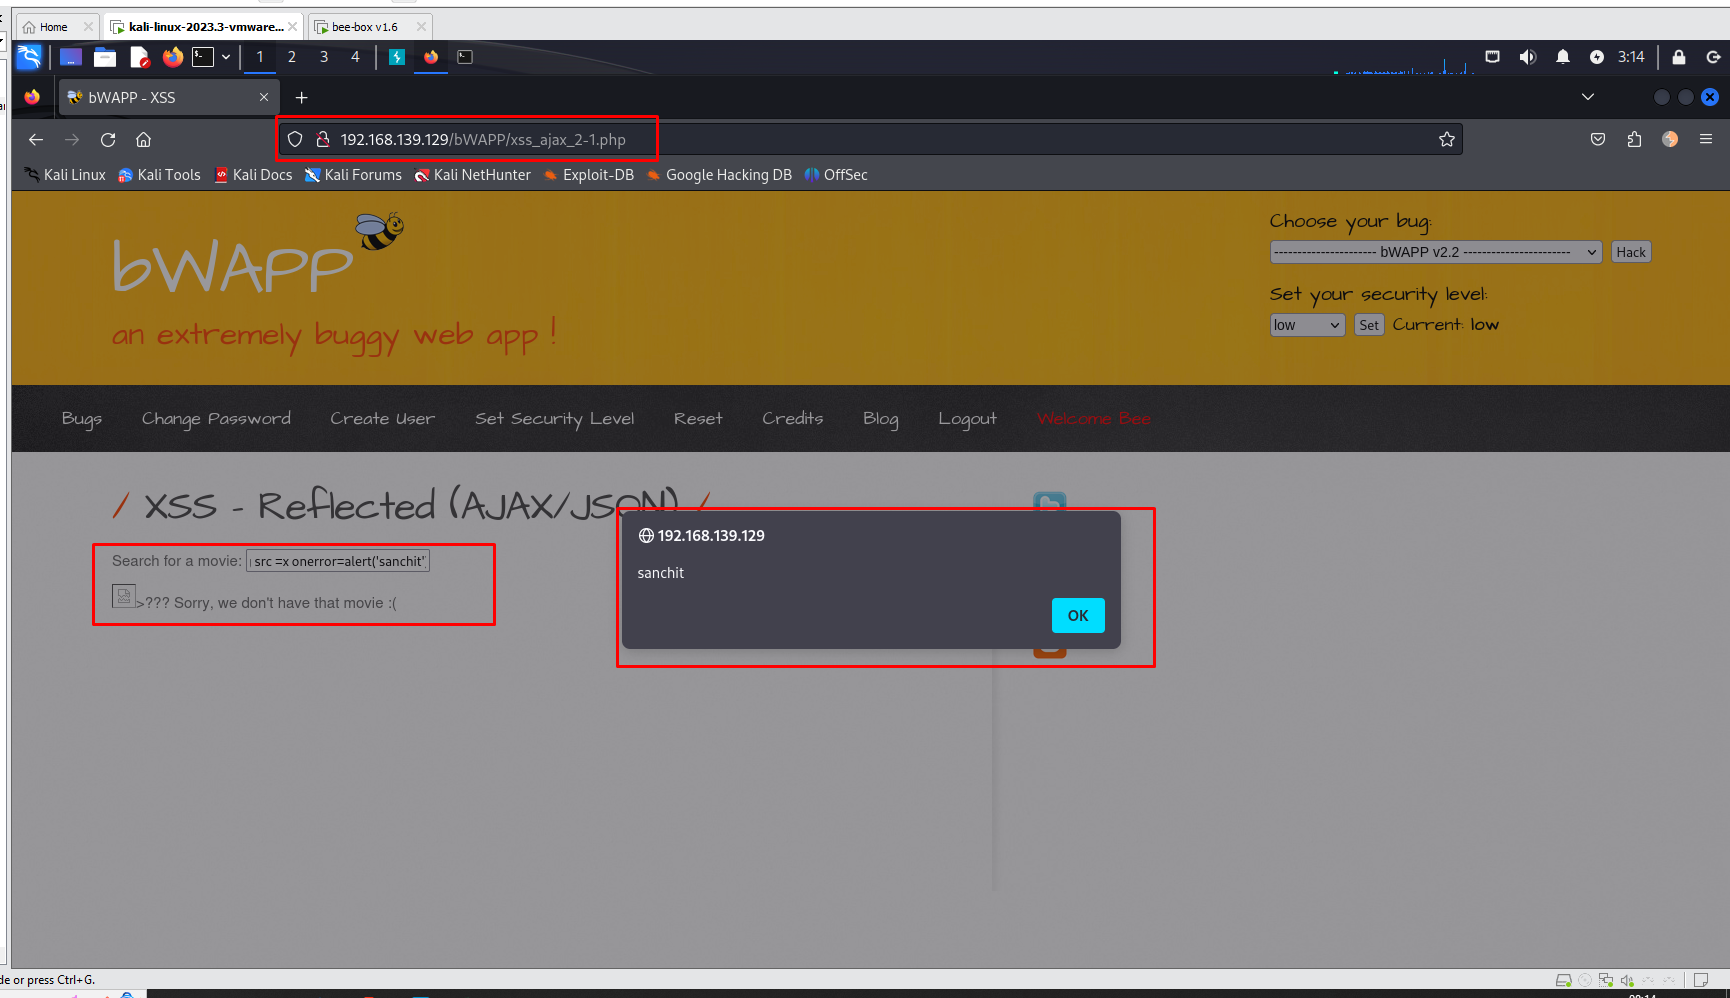 Home
kali-linux-2023.3-vmware...
bee-box v1.6
1 2 3 4
3:14
bWAPP - XSS
192.168.139.129/bWAPP/xss_ajax_2-1.php
Kali Linux Kali Tools Kali Docs Kali Forums Kali NetHunter Exploit-DB Google Hacking DB OffSec
bWAPP
an extremely buggy web app !
Choose your bug:
---------------------- bWAPP v2.2 ----------------------- Hack
Set your security level:
low Set Current: low
Bugs Change Password Create User Set Security Level Reset Credits Blog Logout Welcome Bee
/ XSS - Reflected (AJAX/JSON) /
Search for a movie: src =x onerror=alert('sanchit'
>??? Sorry, we don't have that movie :(
192.168.139.129
sanchit
OK
de or press Ctrl+G.